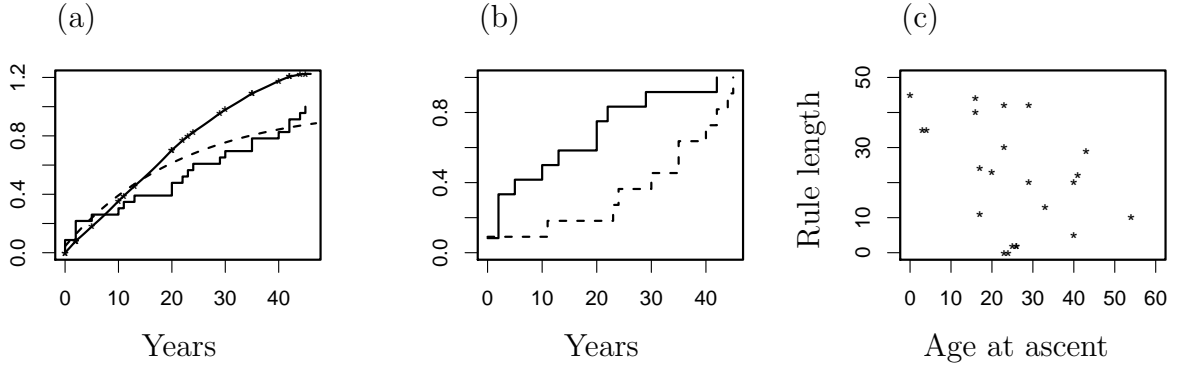 (a)
0.0 0.4 0.8 1.2
0 10 20 30 40
Years
(b)
0.0 0.4 0.8
0 10 20 30 40
Years
(c)
Rule length
0 10 30 50
0 10 20 30 40 50 60
Age at ascent